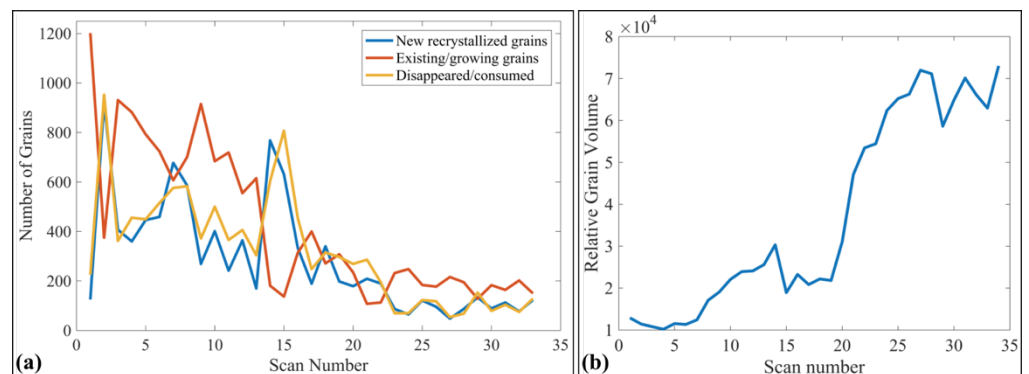 1200
1000
800
600
400
200
0
Number of Grains
New recrystallized grains
Existing/growing grains
Disappeared/consumed
0 5 10 15 20 25 30 35
Scan Number
(a)
×10⁴
8
7
6
5
4
3
2
1
Relative Grain Volume
0 5 10 15 20 25 30 35
Scan number
(b)